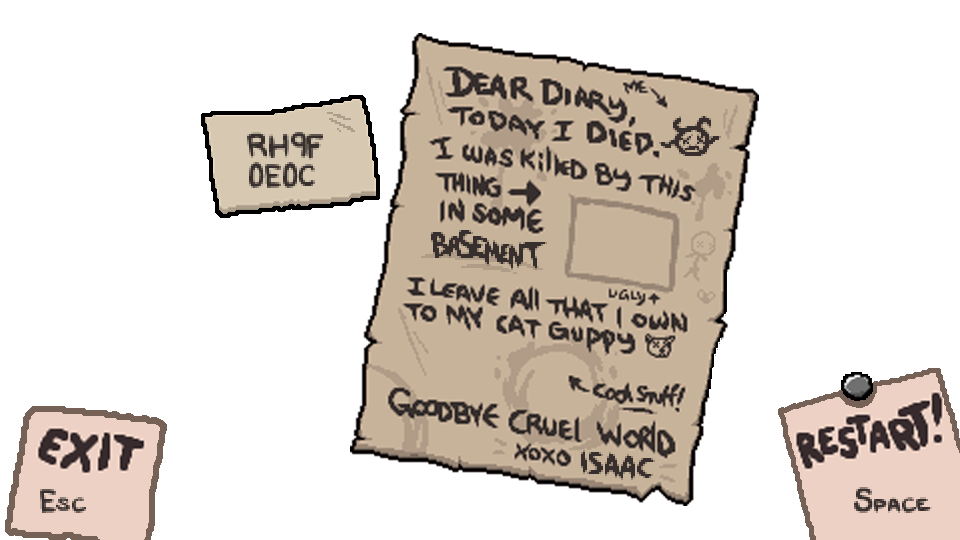 RH9F
0E0C
DEAR DIARY,
ME
TODAY I DIED.
I WAS KILLED BY THIS
THING →
IN SOME
BASEMENT
UGLY ↑
I LEAVE ALL THAT I OWN
TO MY CAT GUPPY
↖ COOL STUFF!
GOODBYE CRUEL WORLD
XOXO ISAAC
EXIT
ESC
RESTART!
SPACE